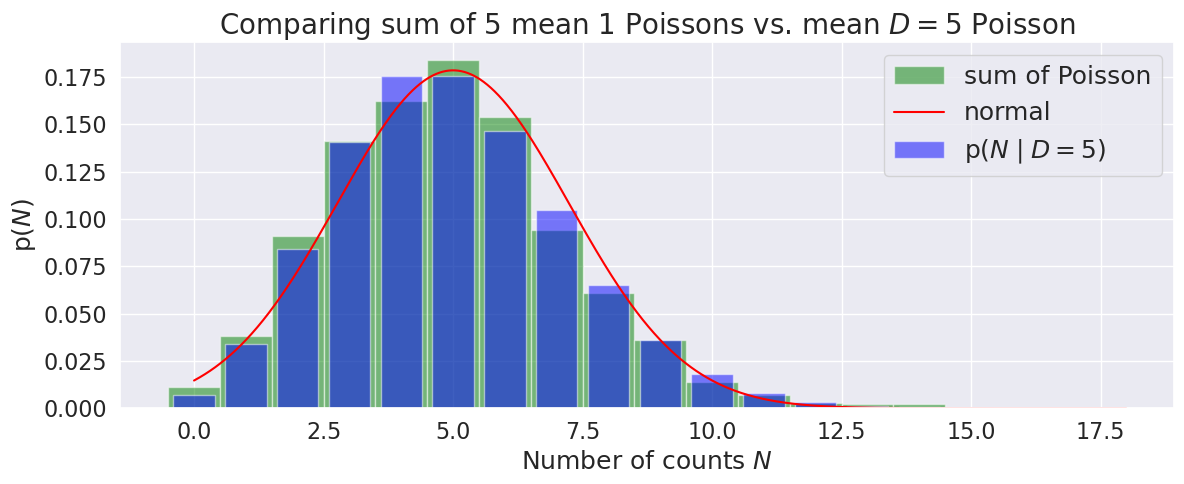 Comparing sum of 5 mean 1 Poissons vs. mean D = 5 Poisson
sum of Poisson
normal
p(N | D = 5)
p(N)
0.175
0.150
0.125
0.100
0.075
0.050
0.025
0.000
0.0 2.5 5.0 7.5 10.0 12.5 15.0 17.5
Number of counts N